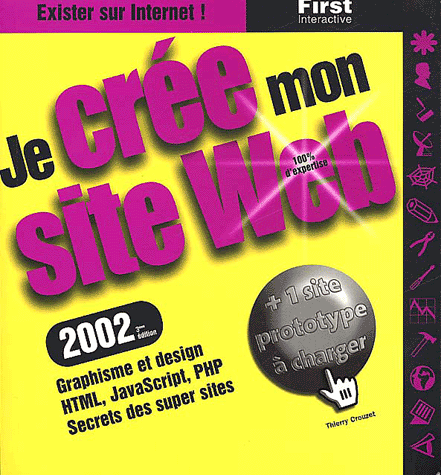 Exister sur Internet !
First
Interactive
Je crée mon
site Web
100%
d'expertise
2002 3ème
édition
Graphisme et design
HTML, JavaScript, PHP
Secrets des super sites
+ 1 site
prototype
à charger
Thierry Crouzet